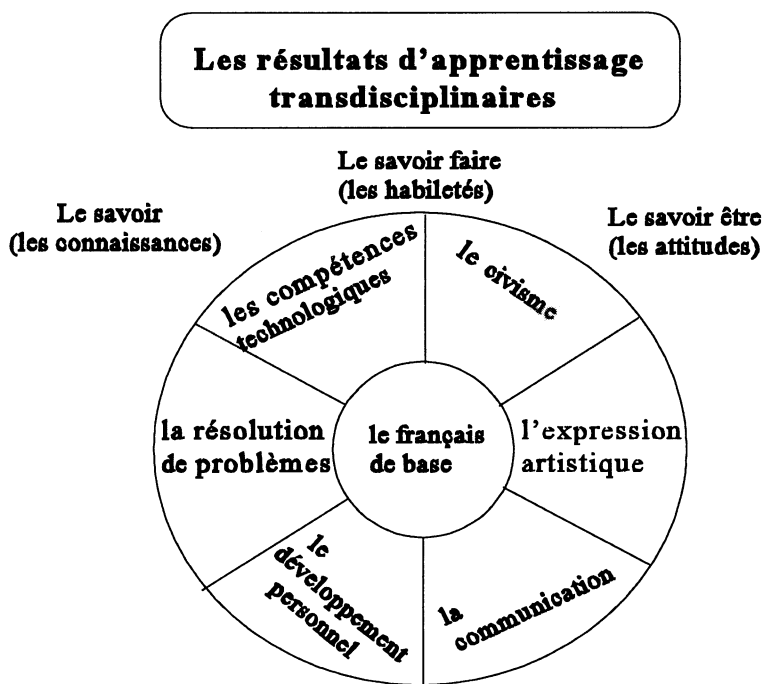 Les résultats d'apprentissage
transdisciplinaires
Le savoir faire
(les habiletés)
Le savoir
(les connaissances)
Le savoir être
(les attitudes)
les compétences
technologiques
le civisme
la résolution
de problèmes
le français
de base
l'expression
artistique
le
développement
personnel
la
communication